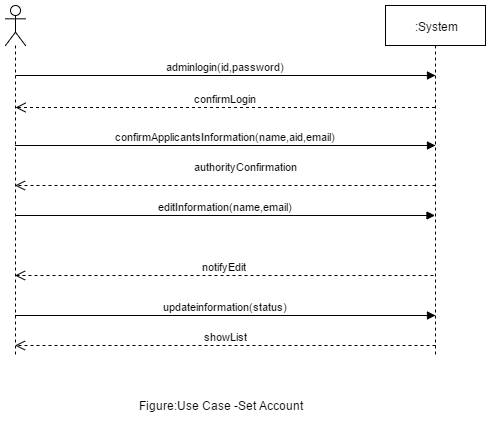 :System
adminlogin(id,password)
confirmLogin
confirmApplicantsInformation(name,aid,email)
authorityConfirmation
editInformation(name,email)
notifyEdit
updateinformation(status)
showList
Figure:Use Case -Set Account